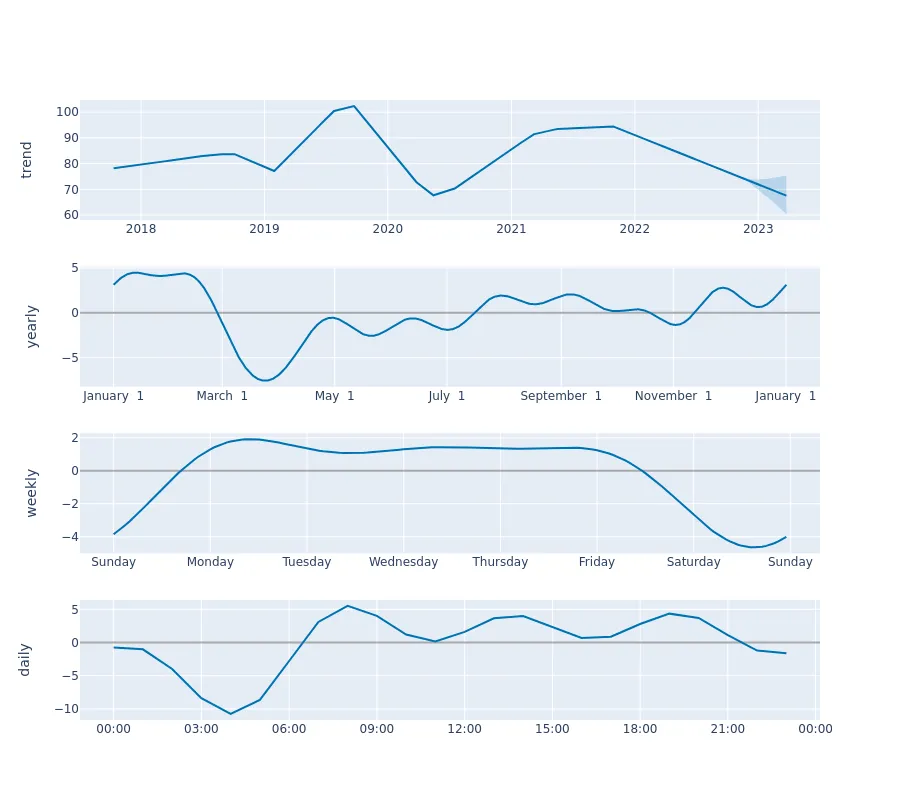 trend
100
90
80
70
60
2018 2019 2020 2021 2022 2023
yearly
5
0
−5
January 1 March 1 May 1 July 1 September 1 November 1 January 1
weekly
2
0
−2
−4
Sunday Monday Tuesday Wednesday Thursday Friday Saturday Sunday
daily
5
0
−5
−10
00:00 03:00 06:00 09:00 12:00 15:00 18:00 21:00 00:00